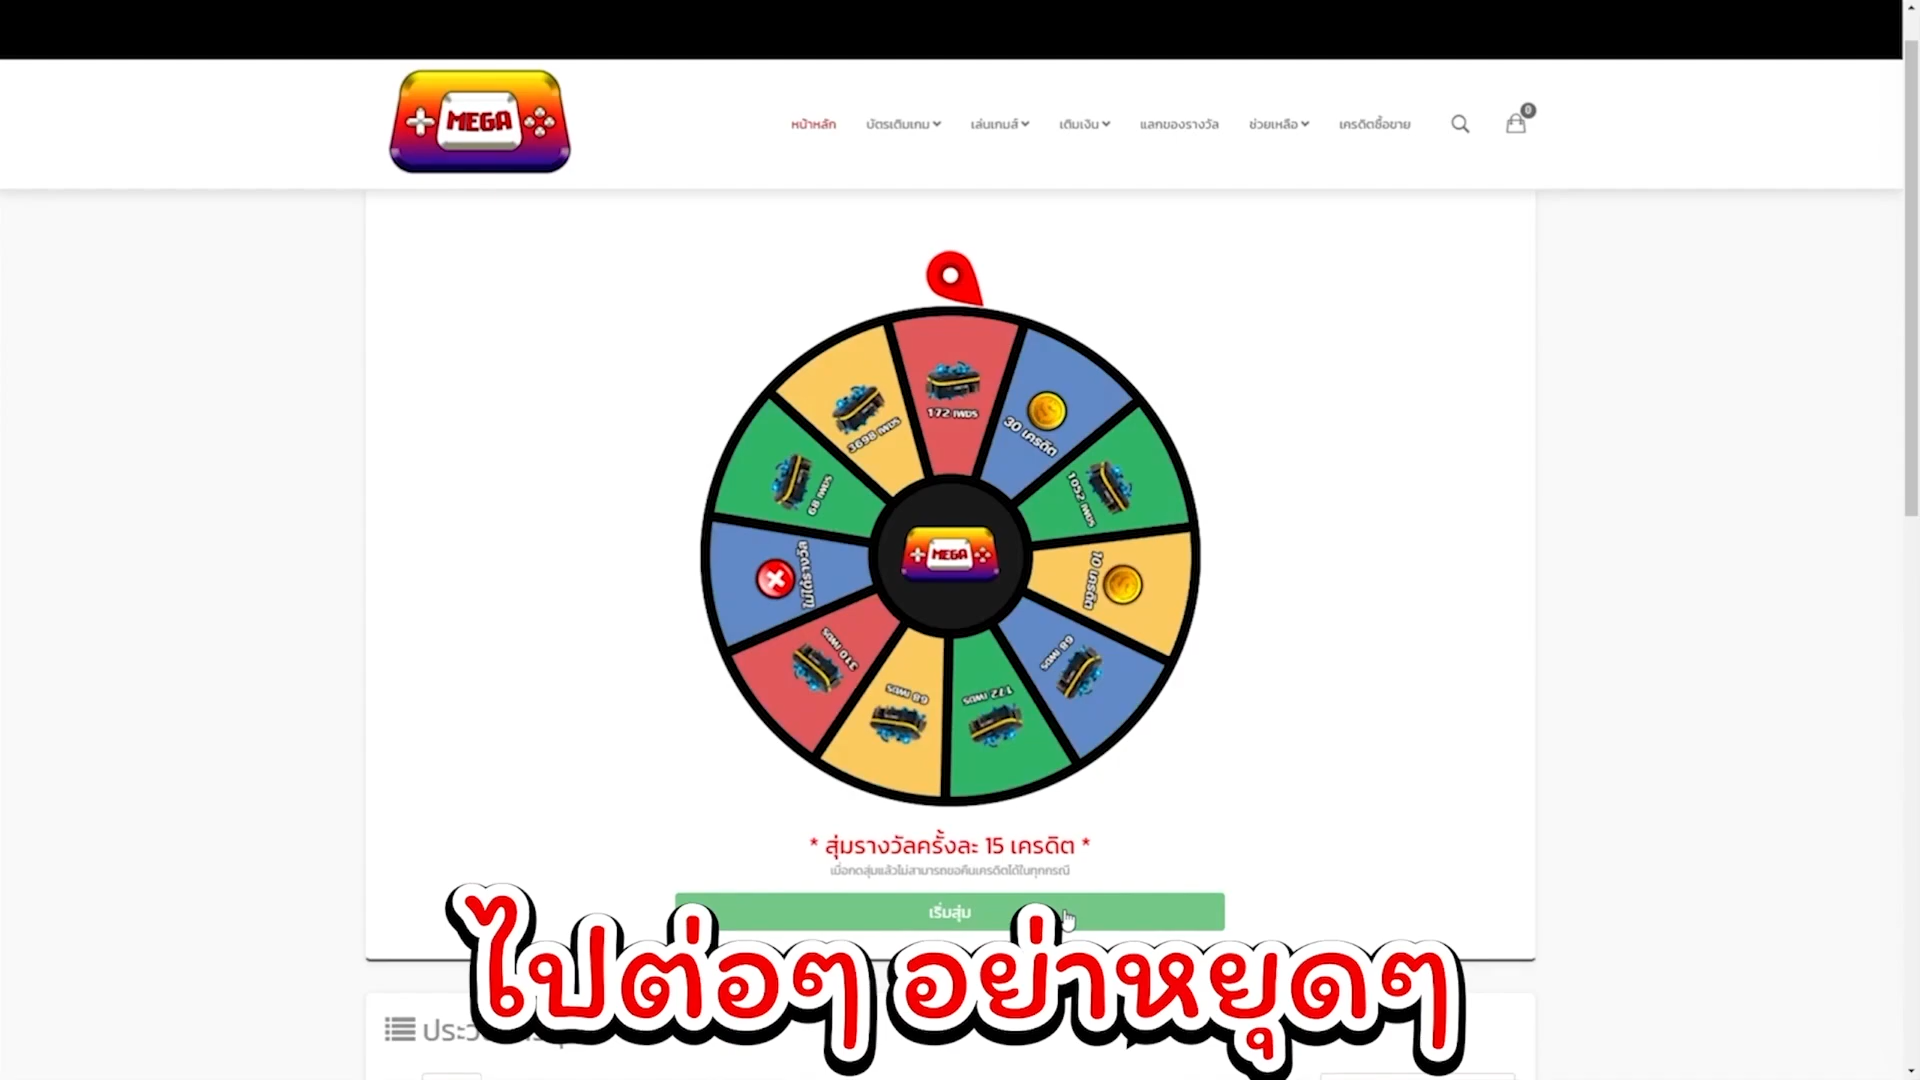 MEGA
หน้าหลัก บัตรเติมเกม เล่นเกมส์ เติมเงิน แลกของรางวัล ช่วยเหลือ เครดิตซื้อขาย 0
172 เพชร
30 เครดิต
1052 เพชร
10 เครดิต
68 เพชร
172 เพชร
68 เพชร
310 เพชร
ไม่ได้รางวัล
68 เพชร
3698 เพชร
MEGA
* สุ่มรางวัลครั้งละ 15 เครดิต *
เมื่อกดสุ่มแล้วไม่สามารถขอคืนเครดิตได้ในทุกกรณี
เริ่มสุ่ม
ไปต่อๆ อย่าหยุดๆ